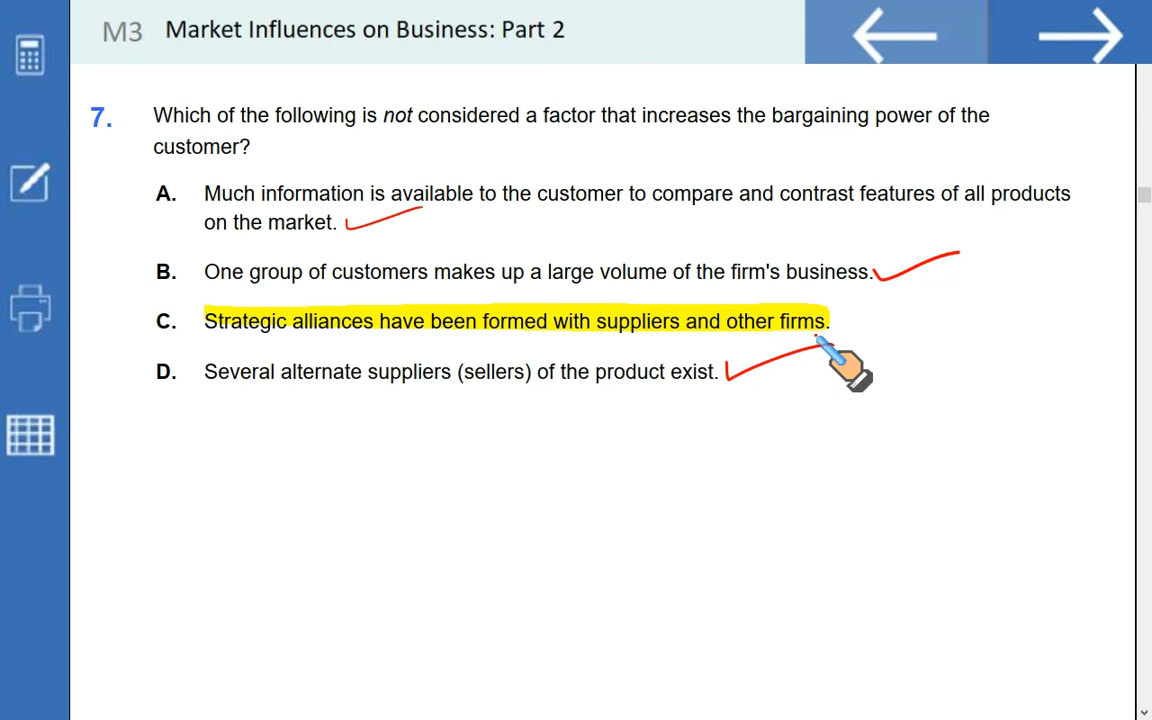 M3 Market Influences on Business: Part 2
7. Which of the following is not considered a factor that increases the bargaining power of the
customer?
A. Much information is available to the customer to compare and contrast features of all products
on the market.
B. One group of customers makes up a large volume of the firm's business.
C. Strategic alliances have been formed with suppliers and other firms.
D. Several alternate suppliers (sellers) of the product exist.